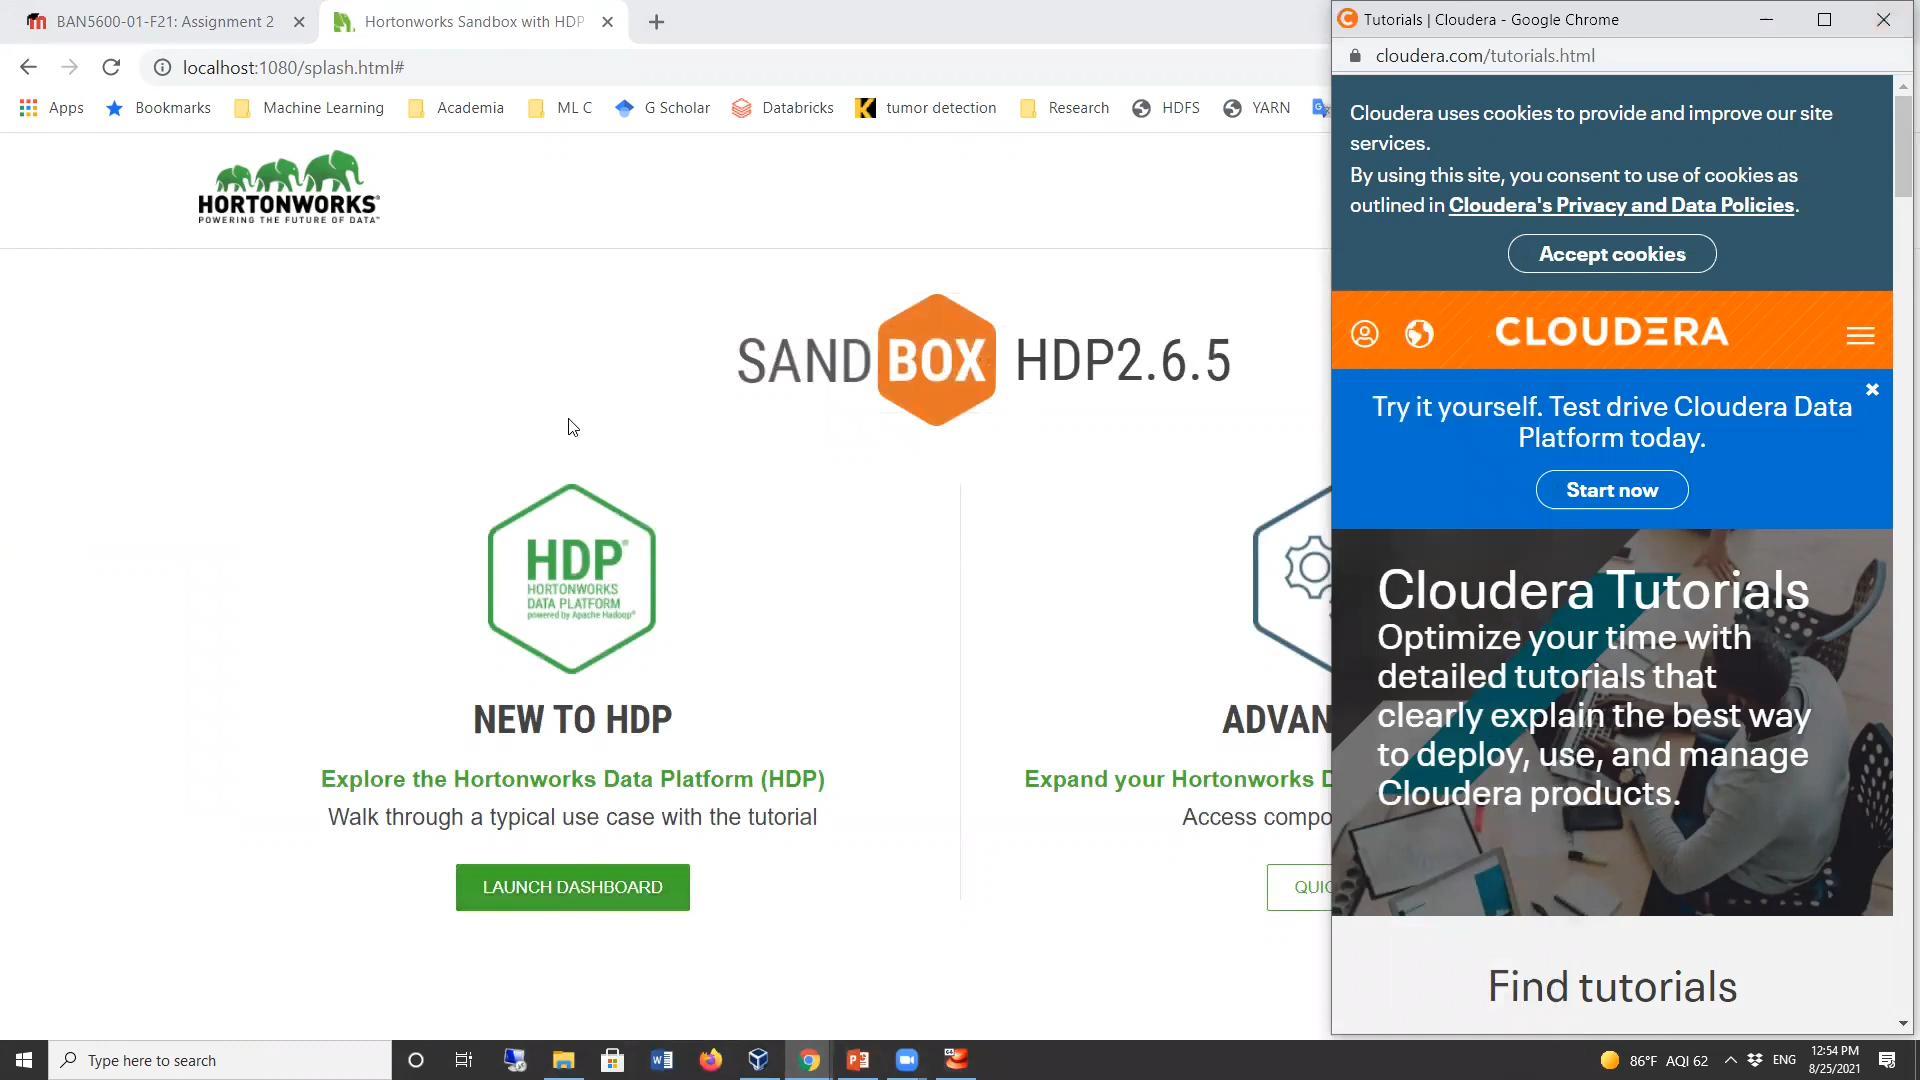 BAN5600-01-F21: Assignment 2
Hortonworks Sandbox with HDP
localhost:1080/splash.html#
Apps
Bookmarks
Machine Learning
Academia
ML C
G Scholar
Databricks
tumor detection
Research
HDFS
YARN
HORTONWORKS
POWERING THE FUTURE OF DATA™
SANDBOX HDP2.6.5
HDP®
HORTONWORKS
DATA PLATFORM
powered by Apache Hadoop®
NEW TO HDP
Explore the Hortonworks Data Platform (HDP)
Walk through a typical use case with the tutorial
LAUNCH DASHBOARD
ADVAN
Expand your Hortonworks D
Access compo
QUIC
Tutorials | Cloudera - Google Chrome
cloudera.com/tutorials.html
Cloudera uses cookies to provide and improve our site
services.
By using this site, you consent to use of cookies as
outlined in Cloudera's Privacy and Data Policies.
Accept cookies
CLOUDERA
Try it yourself. Test drive Cloudera Data
Platform today.
Start now
Cloudera Tutorials
Optimize your time with
detailed tutorials that
clearly explain the best way
to deploy, use, and manage
Cloudera products.
Find tutorials
Type here to search
86°F AQI 62
ENG
12:54 PM
8/25/2021